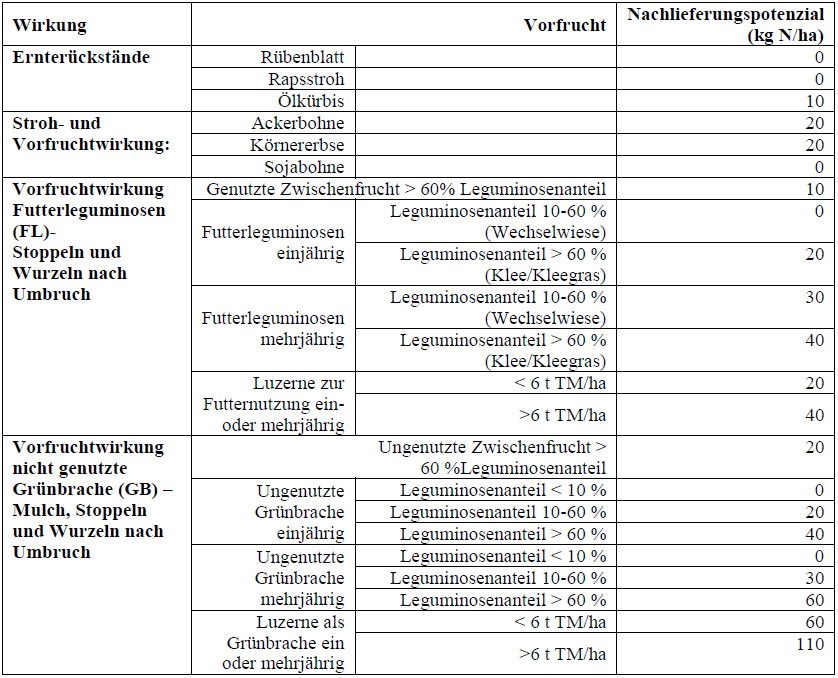 Wirkung
Vorfrucht
Nachlieferungspotenzial
(kg N/ha)
Ernterückstände
Rübenblatt
0
Rapsstroh
0
Ölkürbis
10
Stroh- und
Vorfruchtwirkung:
Ackerbohne
20
Körnererbse
20
Sojabohne
0
Vorfruchtwirkung
Futterleguminosen
(FL)-
Stoppeln und
Wurzeln nach
Umbruch
Genutzte Zwischenfrucht > 60% Leguminosenanteil
10
Futterleguminosen
einjährig
Leguminosenanteil 10-60 %
(Wechselwiese)
0
Leguminosenanteil > 60 %
(Klee/Kleegras)
20
Futterleguminosen
mehrjährig
Leguminosenanteil 10-60 %
(Wechselwiese)
30
Leguminosenanteil > 60 %
(Klee/Kleegras)
40
Luzerne zur
Futternutzung ein-
oder mehrjährig
< 6 t TM/ha
20
>6 t TM/ha
40
Vorfruchtwirkung
nicht genutzte
Grünbrache (GB) –
Mulch, Stoppeln
und Wurzeln nach
Umbruch
Ungenutzte Zwischenfrucht >
60 %Leguminosenanteil
20
Ungenutzte
Grünbrache
einjährig
Leguminosenanteil < 10 %
0
Leguminosenanteil 10-60 %
20
Leguminosenanteil > 60 %
40
Ungenutzte
Grünbrache
mehrjährig
Leguminosenanteil < 10 %
0
Leguminosenanteil 10-60 %
30
Leguminosenanteil > 60 %
60
Luzerne als
Grünbrache ein
oder mehrjährig
< 6 t TM/ha
60
>6 t TM/ha
110